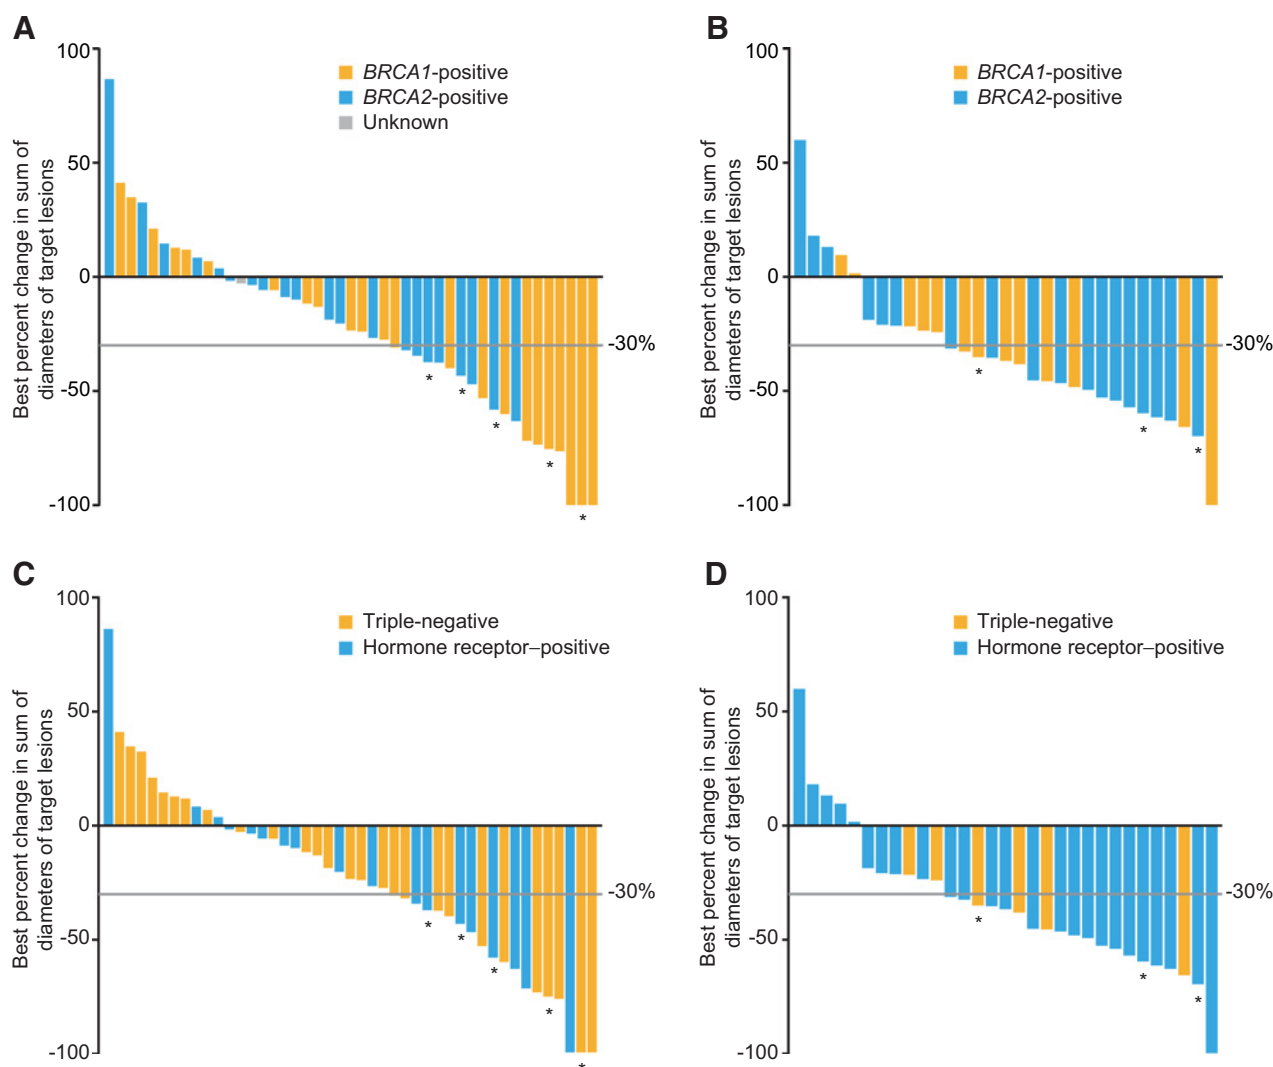 A
100
50
0
-50
-100
Best percent change in sum of
diameters of target lesions
BRCA1-positive
BRCA2-positive
Unknown
-30%
*
*
*
*
*
B
100
50
0
-50
-100
Best percent change in sum of
diameters of target lesions
BRCA1-positive
BRCA2-positive
-30%
*
*
*
C
100
50
0
-50
-100
Best percent change in sum of
diameters of target lesions
Triple-negative
Hormone receptor–positive
-30%
*
*
*
*
*
D
100
50
0
-50
-100
Best percent change in sum of
diameters of target lesions
Triple-negative
Hormone receptor–positive
-30%
*
*
*